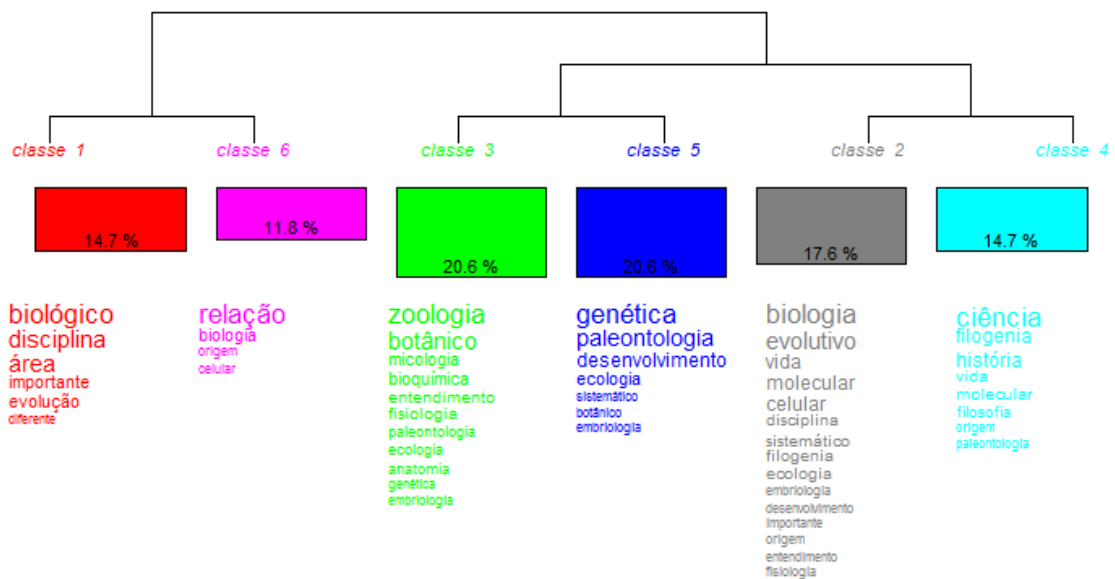 classe 1
classe 6
classe 3
classe 5
classe 2
classe 4
14.7 %
11.8 %
20.6 %
20.6 %
17.6 %
14.7 %
biológico
disciplina
área
importante
evolução
diferente
relação
biologia
origem
celular
zoologia
botânico
micologia
bioquímica
entendimento
fisiologia
paleontologia
ecologia
anatomia
genética
embriologia
genética
paleontologia
desenvolvimento
ecologia
sistemático
botânico
embriologia
biologia
evolutivo
vida
molecular
celular
disciplina
sistemático
filogenia
ecologia
embriologia
desenvolvimento
importante
origem
entendimento
fisiologia
ciência
filogenia
história
vida
molecular
filosofia
origem
paleontologia